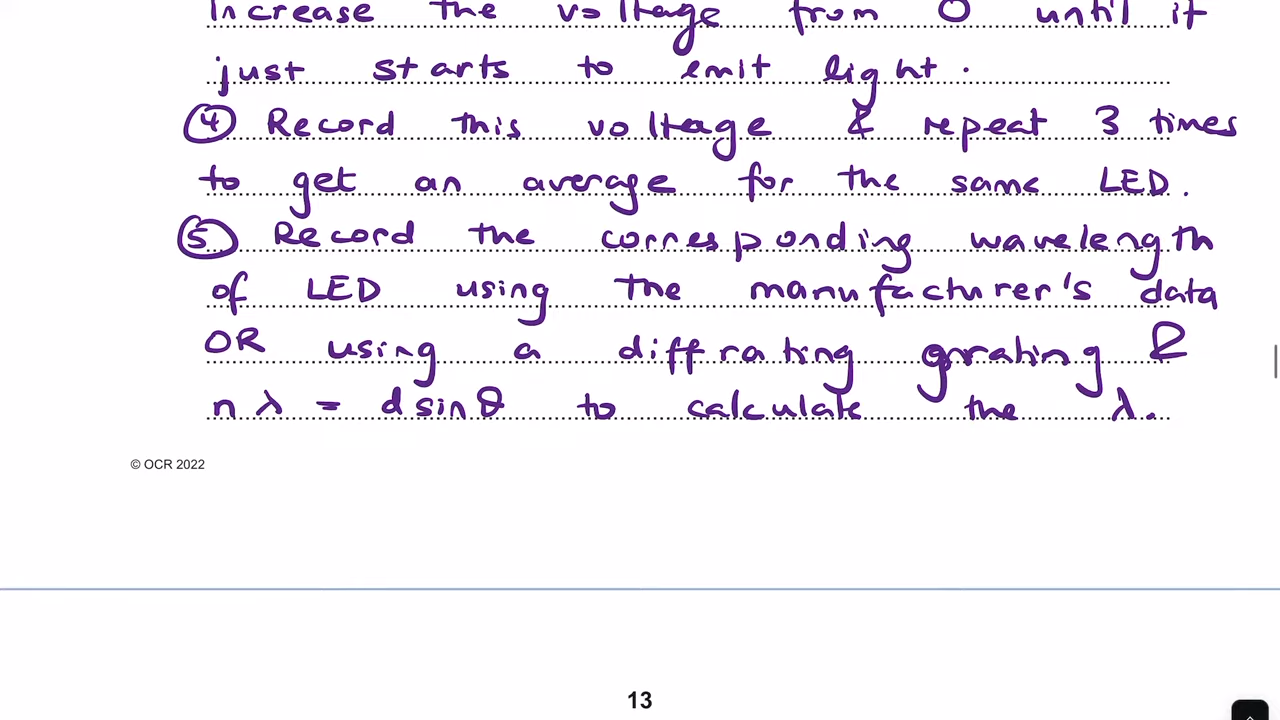 Increase the voltage from 0 until it
just starts to emit light.
④ Record this voltage & repeat 3 times
to get an average for the same LED.
⑤ Record the corresponding wavelength
of LED using the manufacturer's data
OR using a diffrating grating &
nλ = dsinθ to calculate the λ.
© OCR 2022
13